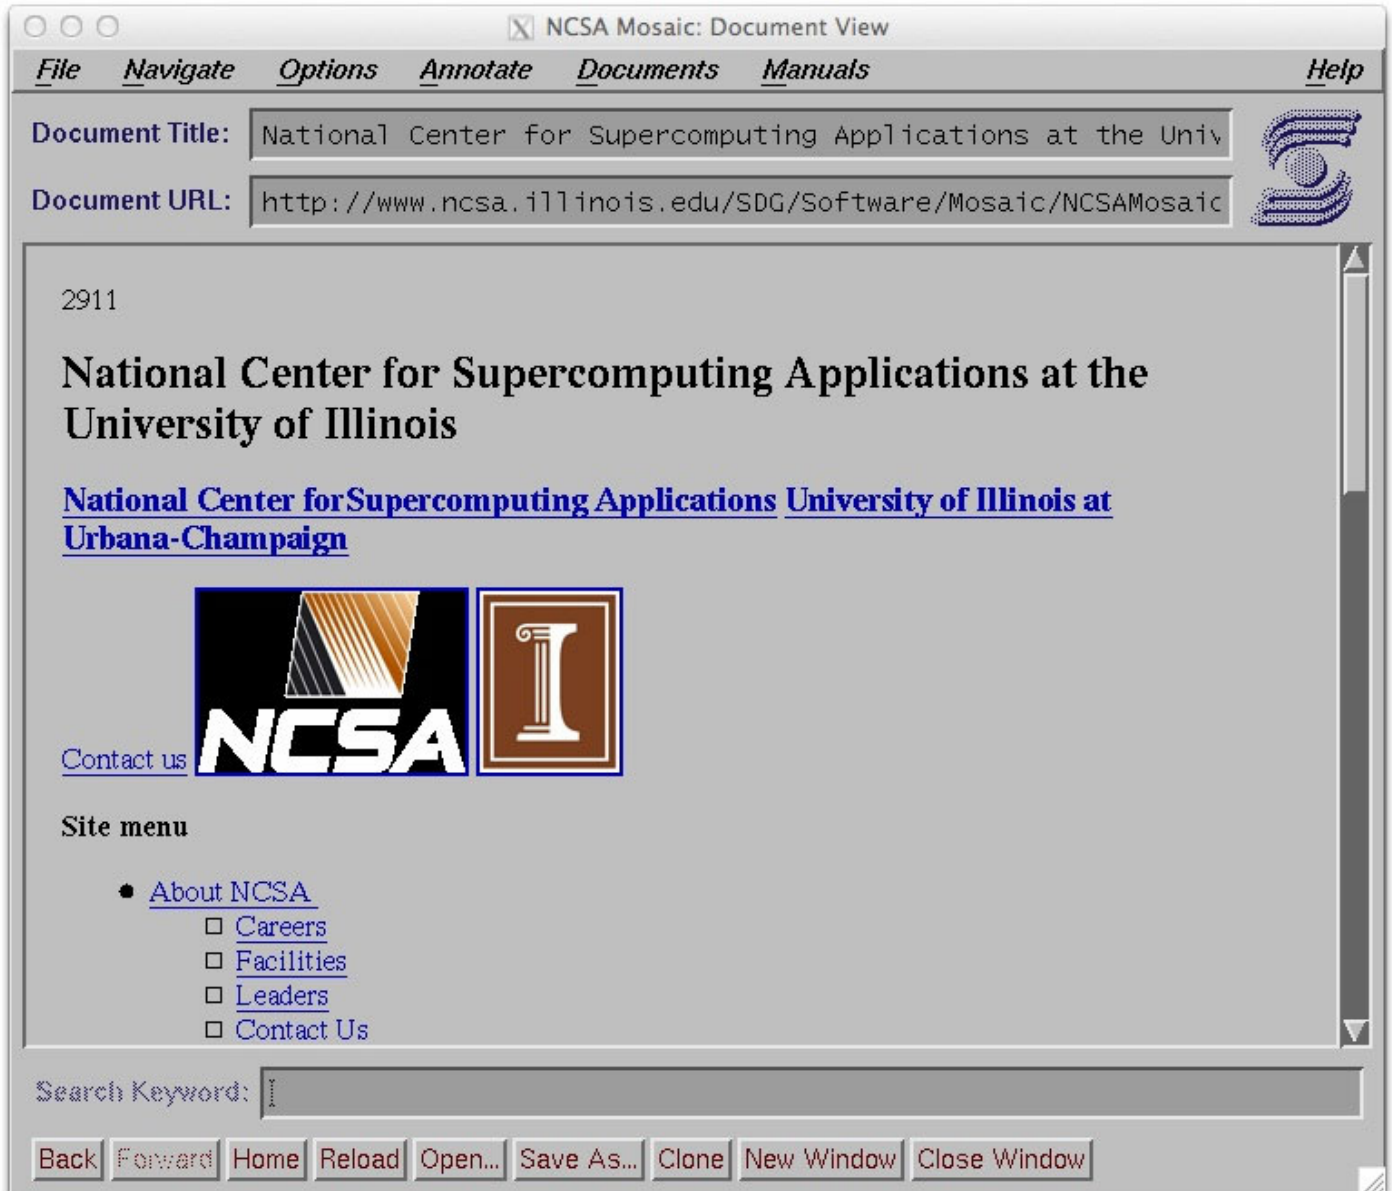 NCSA Mosaic: Document View
File Navigate Options Annotate Documents Manuals Help
Document Title: National Center for Supercomputing Applications at the Univ
Document URL: http://www.ncsa.illinois.edu/SDG/Software/Mosaic/NCSAMosaic
2911
National Center for Supercomputing Applications at the
University of Illinois
National Center for Supercomputing Applications University of Illinois at
Urbana-Champaign
Contact us NCSA I
Site menu
About NCSA
Careers
Facilities
Leaders
Contact Us
Search Keyword:
Back Forward Home Reload Open... Save As... Clone New Window Close Window